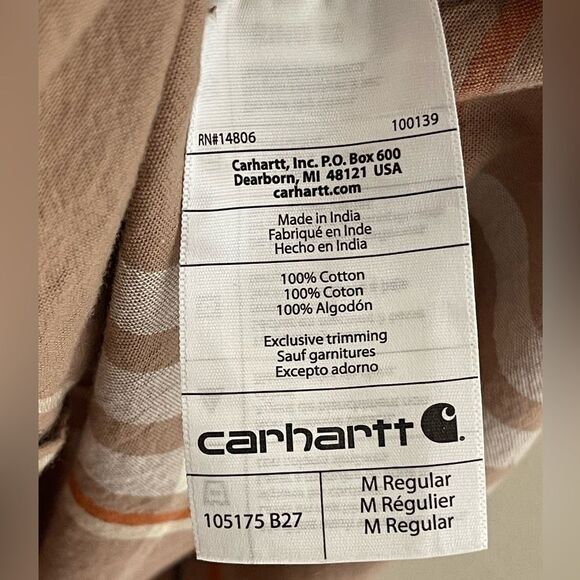 RN#14806 100139
Carhartt, Inc. P.O. Box 600
Dearborn, MI 48121 USA
carhartt.com
Made in India
Fabriqué en Inde
Hecho en India
100% Cotton
100% Coton
100% Algodón
Exclusive trimming
Sauf garnitures
Excepto adorno
carhartt
105175 B27
M Regular
M Régulier
M Regular